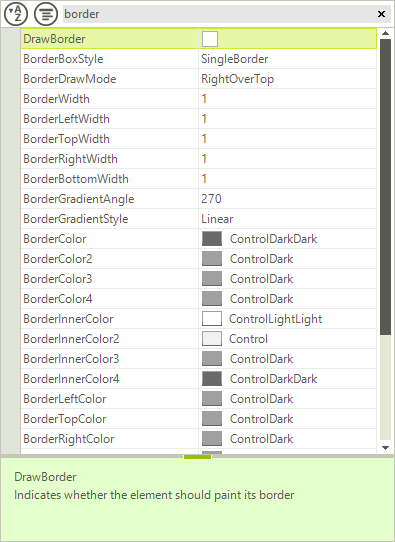 A
Z
border
DrawBorder
BorderBoxStyle SingleBorder
BorderDrawMode RightOverTop
BorderWidth 1
BorderLeftWidth 1
BorderTopWidth 1
BorderRightWidth 1
BorderBottomWidth 1
BorderGradientAngle 270
BorderGradientStyle Linear
BorderColor ControlDarkDark
BorderColor2 ControlDark
BorderColor3 ControlDark
BorderColor4 ControlDark
BorderInnerColor ControlLightLight
BorderInnerColor2 Control
BorderInnerColor3 ControlDark
BorderInnerColor4 ControlDarkDark
BorderLeftColor ControlDark
BorderTopColor ControlDark
BorderRightColor ControlDark
DrawBorder
Indicates whether the element should paint its border